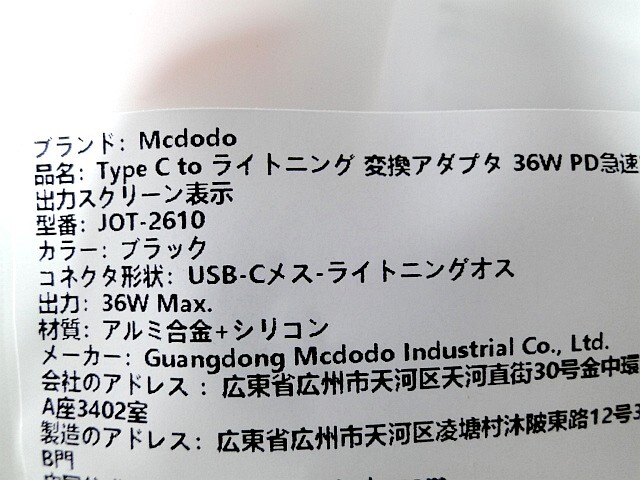 ブランド: Mcdodo
品名: Type C to ライトニング 変換アダプタ 36W PD急速
出力スクリーン表示
型番: JOT-2610
カラー: ブラック
コネクタ形状: USB-Cメス-ライトニングオス
出力: 36W Max.
材質: アルミ合金+シリコン
メーカー: Guangdong Mcdodo Industrial Co., Ltd.
会社のアドレス: 広東省広州市天河区天河直街30号金中環
A座3402室
製造のアドレス: 広東省広州市天河区凌塘村沐陂東路12号3
B門